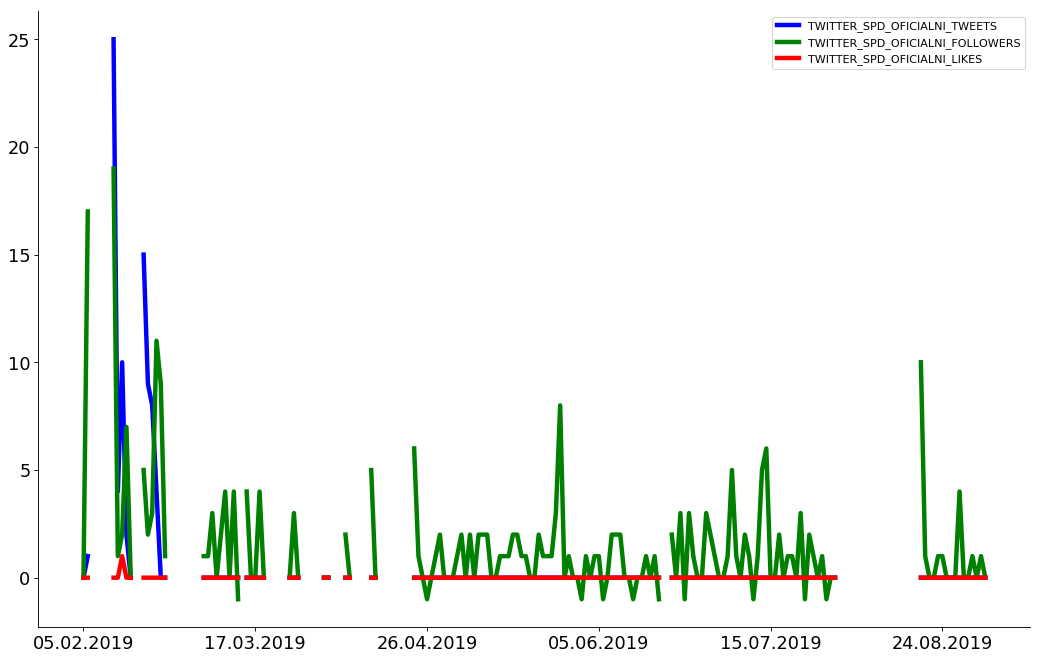 TWITTER_SPD_OFICIALNI_TWEETS
TWITTER_SPD_OFICIALNI_FOLLOWERS
TWITTER_SPD_OFICIALNI_LIKES
25
20
15
10
5
0
05.02.2019 17.03.2019 26.04.2019 05.06.2019 15.07.2019 24.08.2019